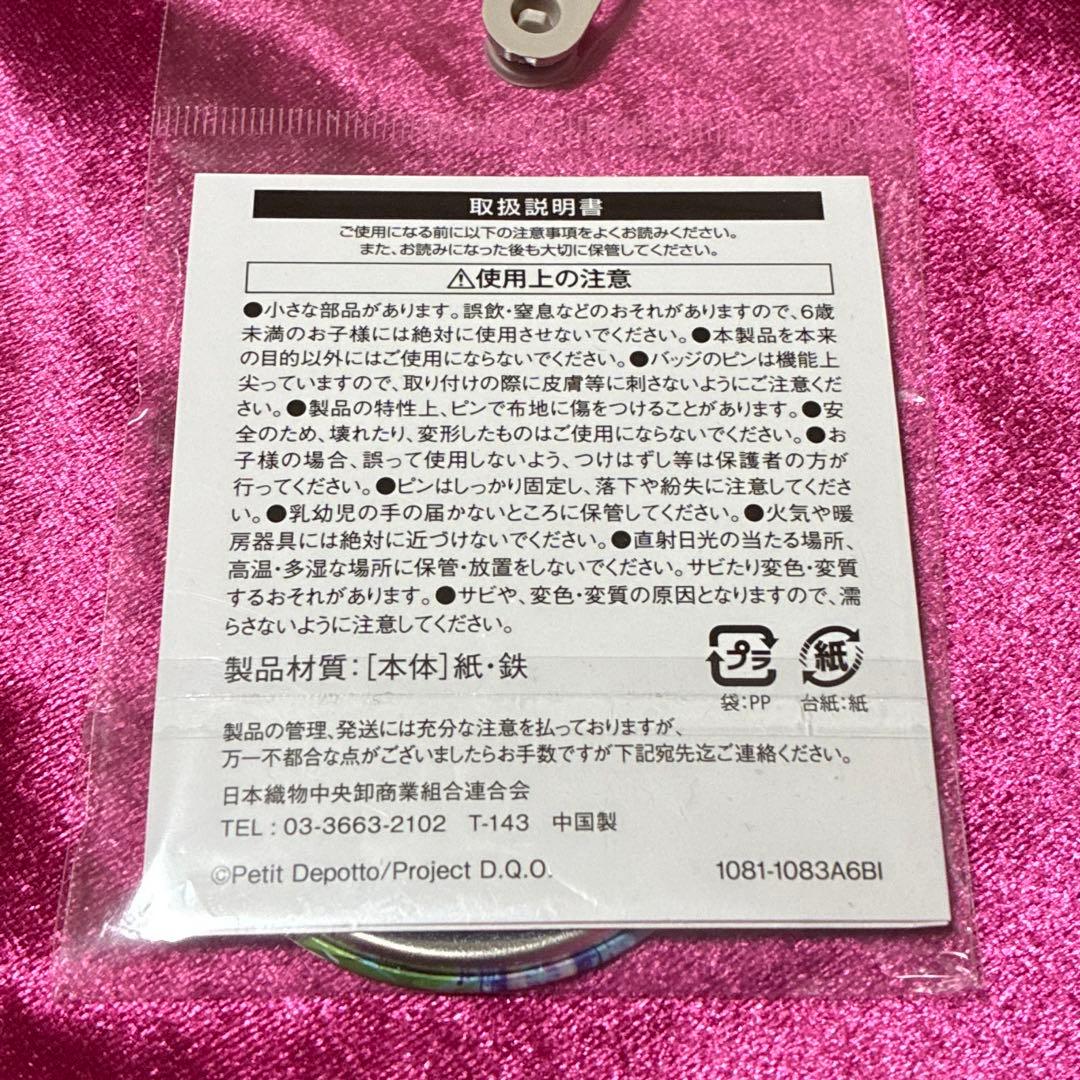 取扱説明書
ご使用になる前に以下の注意事項をよくお読みください。
また、お読みになった後も大切に保管してください。
⚠使用上の注意
●小さな部品があります。誤飲・窒息などのおそれがありますので、6歳
未満のお子様には絶対に使用させないでください。●本製品を本来
の目的以外にはご使用にならないでください。●バッジのピンは機能上
尖っていますので、取り付けの際に皮膚等に刺さないようにご注意くだ
さい。●製品の特性上、ピンで布地に傷をつけることがあります。●安
全のため、壊れたり、変形したものはご使用にならないでください。●お
子様の場合、誤って使用しないよう、つけはずし等は保護者の方が
行ってください。●ピンはしっかり固定し、落下や紛失に注意してくださ
い。●乳幼児の手の届かないところに保管してください。●火気や暖
房器具には絶対に近づけないでください。●直射日光の当たる場所、
高温・多湿な場所に保管・放置をしないでください。サビたり変色・変質
するおそれがあります。●サビや、変色・変質の原因となりますので、濡
らさないように注意してください。
製品材質：［本体］紙・鉄
プラ 紙
袋：PP 台紙：紙
製品の管理、発送には充分な注意を払っておりますが、
万一不都合な点がございましたらお手数ですが下記宛先迄ご連絡ください。
日本織物中央卸商業組合連合会
TEL : 03-3663-2102 T-143 中国製
©Petit Depotto/Project D.Q.O. 1081-1083A6BI